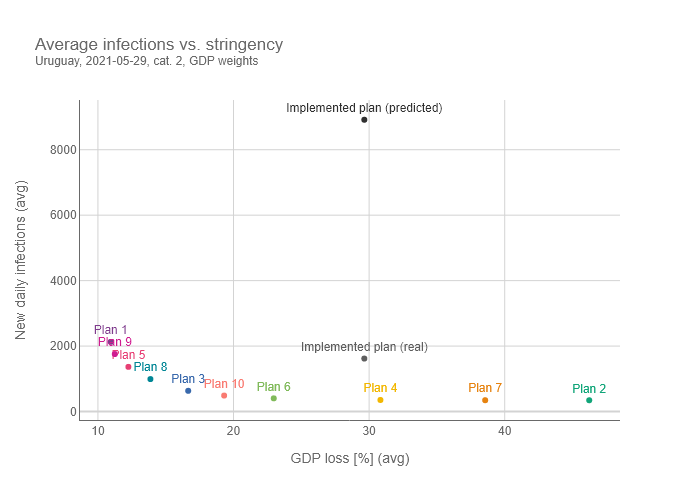 Average infections vs. stringency
Uruguay, 2021-05-29, cat. 2, GDP weights
Implemented plan (predicted)
8000
6000
4000
2000
0
New daily infections (avg)
Plan 1
Plan 9
Plan 5
Plan 8
Plan 3
Plan 10
Plan 6
Implemented plan (real)
Plan 4
Plan 7
Plan 2
10
20
30
40
GDP loss [%] (avg)